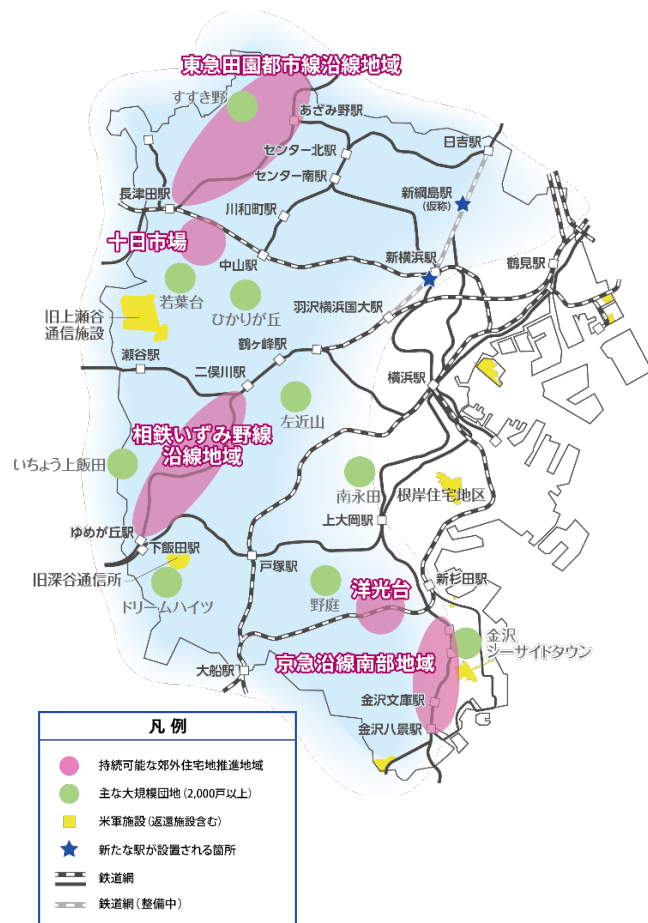 東急田園都市線沿線地域
すすき野
あざみ野駅
日吉駅
センター北駅
センター南駅
長津田駅
新綱島駅
(仮称)
川和町駅
十日市場
中山駅
新横浜駅
鶴見駅
若葉台
ひかりが丘
羽沢横浜国大駅
旧上瀬谷
通信施設
鶴ヶ峰駅
瀬谷駅
二俣川駅
横浜駅
左近山
相鉄いずみ野線
沿線地域
いちょう上飯田
南永田
根岸住宅地区
上大岡駅
ゆめが丘駅
下飯田駅
戸塚駅
旧深谷通信所
新杉田駅
ドリームハイツ
野庭
洋光台
金沢
シーサイドタウン
京急沿線南部地域
大船駅
金沢文庫駅
金沢八景駅
凡 例
持続可能な郊外住宅地推進地域
主な大規模団地(2,000戸以上)
米軍施設(返還施設含む)
新たな駅が設置される箇所
鉄道網
鉄道網(整備中)